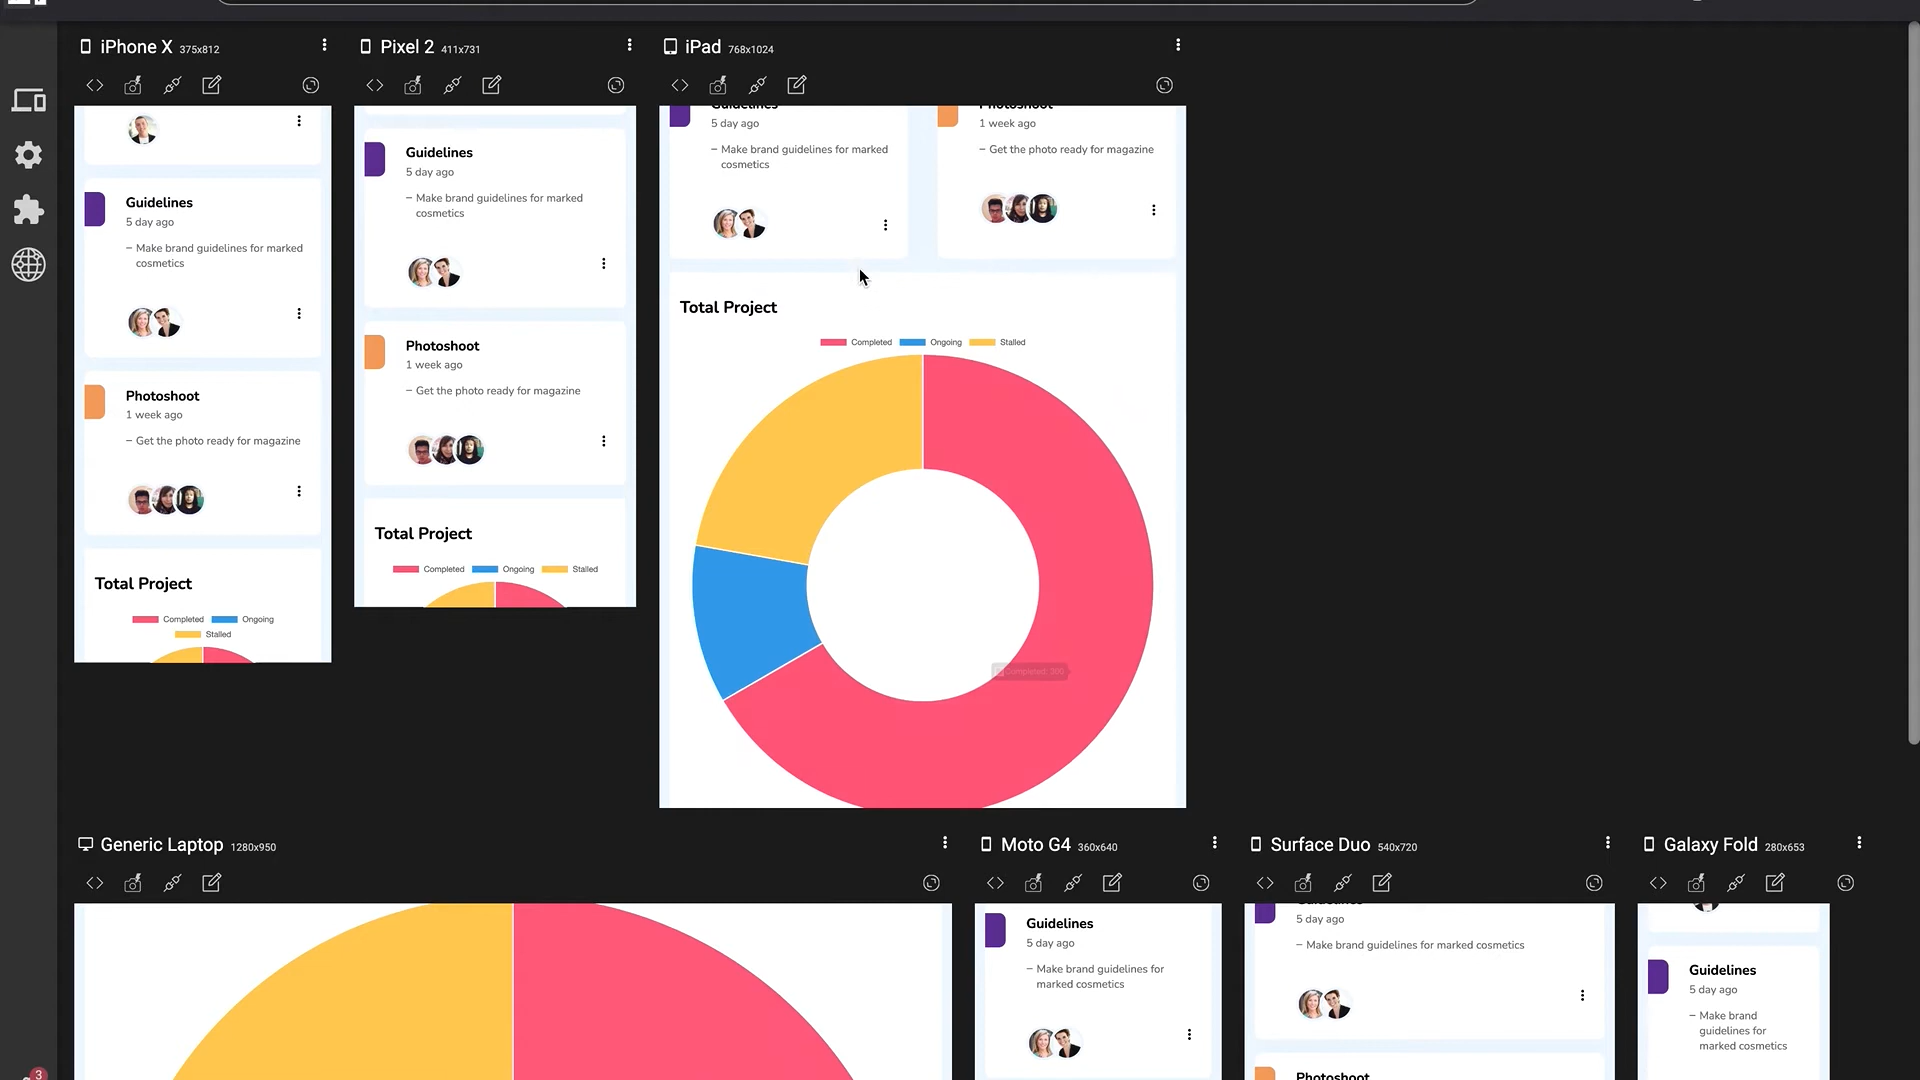 iPhone X 375x812
Pixel 2 411x731
iPad 768x1024
Guidelines
5 day ago
– Make brand guidelines for marked
cosmetics
Photoshoot
1 week ago
– Get the photo ready for magazine
Total Project
Completed Ongoing
Stalled
Guidelines
5 day ago
– Make brand guidelines for marked
cosmetics
Photoshoot
1 week ago
– Get the photo ready for magazine
Total Project
Completed Ongoing Stalled
Guidelines
5 day ago
– Make brand guidelines for marked
cosmetics
Photoshoot
1 week ago
– Get the photo ready for magazine
Total Project
Completed Ongoing Stalled
Completed: 300
Generic Laptop 1280x950
Moto G4 360x640
Surface Duo 540x720
Galaxy Fold 280x653
Guidelines
5 day ago
– Make brand guidelines for
marked cosmetics
Guidelines
5 day ago
– Make brand guidelines for marked cosmetics
Photoshoot
Guidelines
5 day ago
– Make brand
guidelines for
marked cosmetics
3